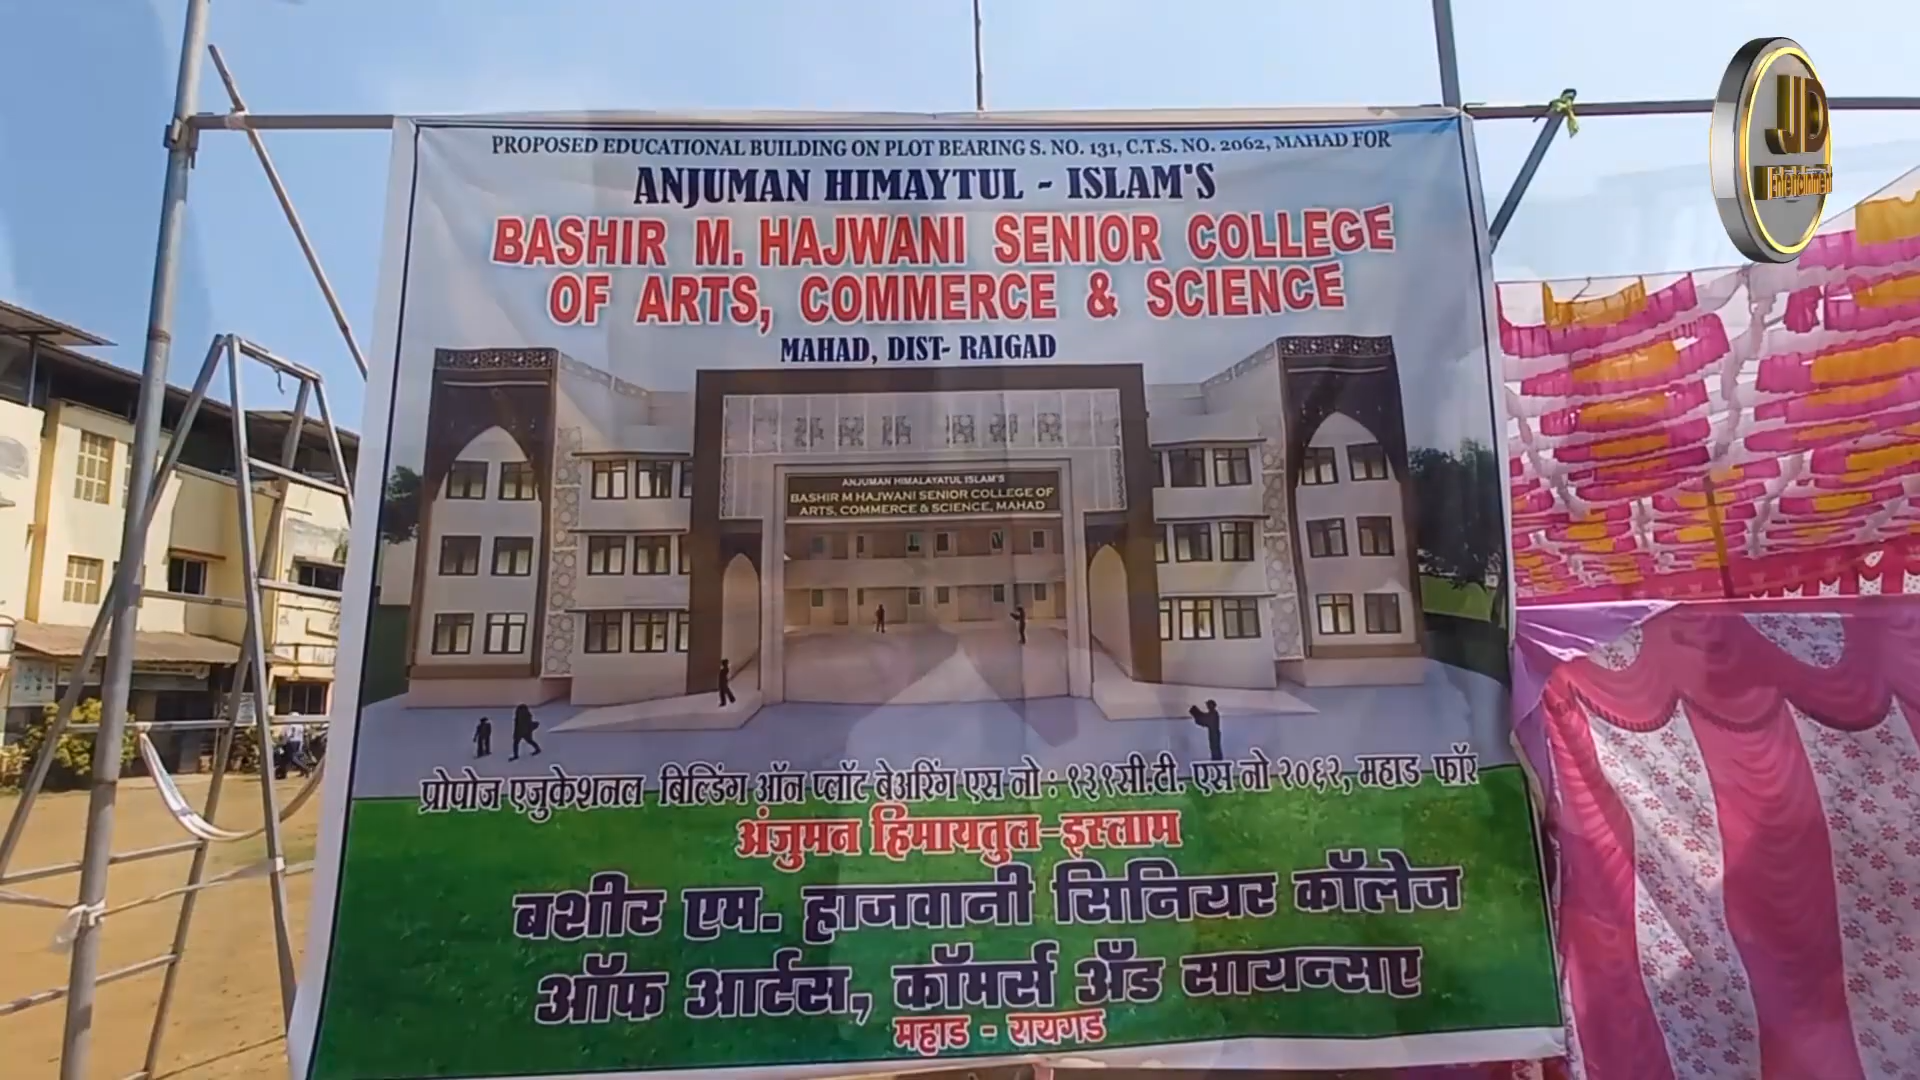 PROPOSED EDUCATIONAL BUILDING ON PLOT BEARING S. NO. 131, C.T.S. NO. 2062, MAHAD FOR
ANJUMAN HIMAYTUL - ISLAM'S
BASHIR M. HAJWANI SENIOR COLLEGE
OF ARTS, COMMERCE & SCIENCE
MAHAD, DIST- RAIGAD
ANJUMAN HIMALAYATUL ISLAM'S
BASHIR M HAJWANI SENIOR COLLEGE OF
ARTS, COMMERCE & SCIENCE, MAHAD
प्रोपोज एजुकेशनल बिल्डिंग ऑन प्लॉट बेअरिंग एस नो : १३१सी.टी. एस नो २०६२, महाड फॉर
अंजुमन हिमायतुल-इस्लाम
बशीर एम. हाजवानी सिनियर कॉलेज
ऑफ आर्टस, कॉमर्स अॅड सायन्सए
महाड - रायगड
JJD
Entertainment